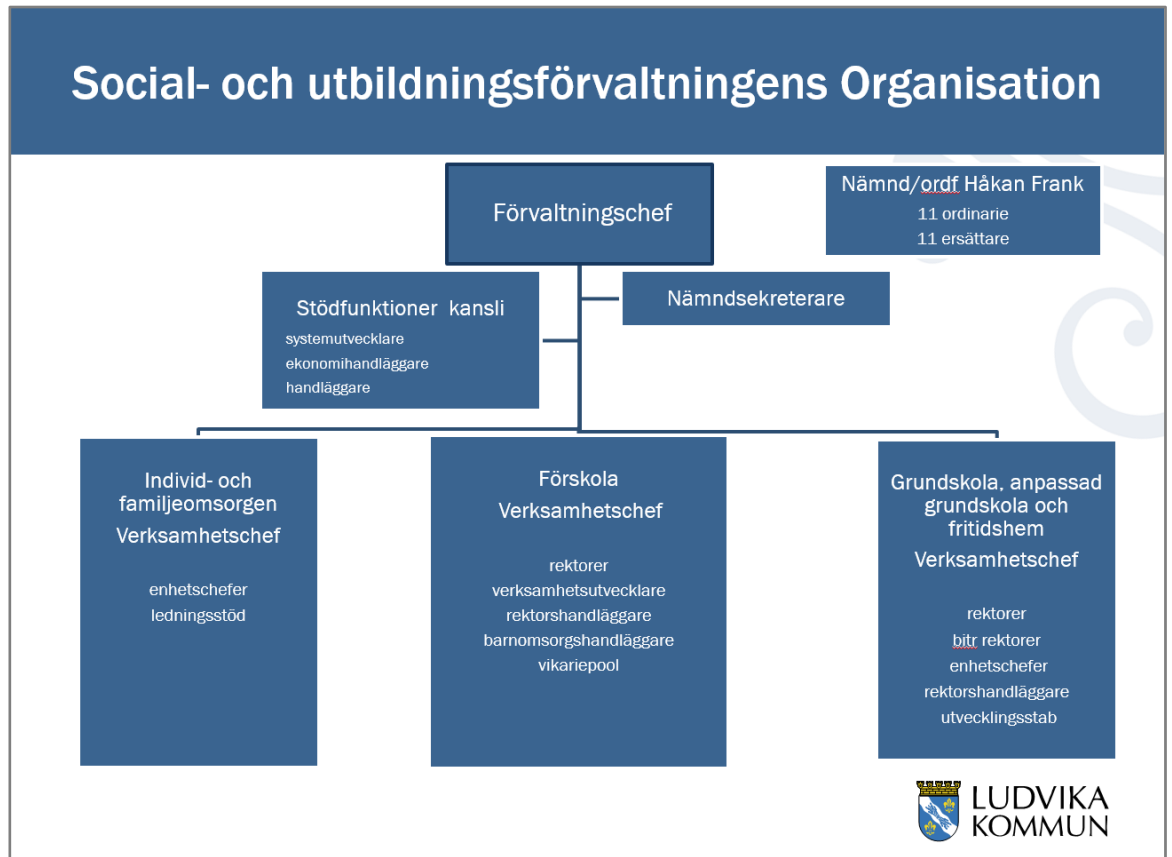 Social- och utbildningsförvaltningens Organisation
Förvaltningschef
Nämnd/ordf Håkan Frank
11 ordinarie
11 ersättare
Stödfunktioner kansli
systemutvecklare
ekonomihandläggare
handläggare
Nämndsekreterare
Individ- och
familjeomsorgen
Verksamhetschef
enhetschefer
ledningsstöd
Förskola
Verksamhetschef
rektorer
verksamhetsutvecklare
rektorshandläggare
barnomsorgshandläggare
vikariepool
Grundskola, anpassad
grundskola och
fritidshem
Verksamhetschef
rektorer
bitr rektorer
enhetschefer
rektorshandläggare
utvecklingsstab
LUDVIKA
KOMMUN